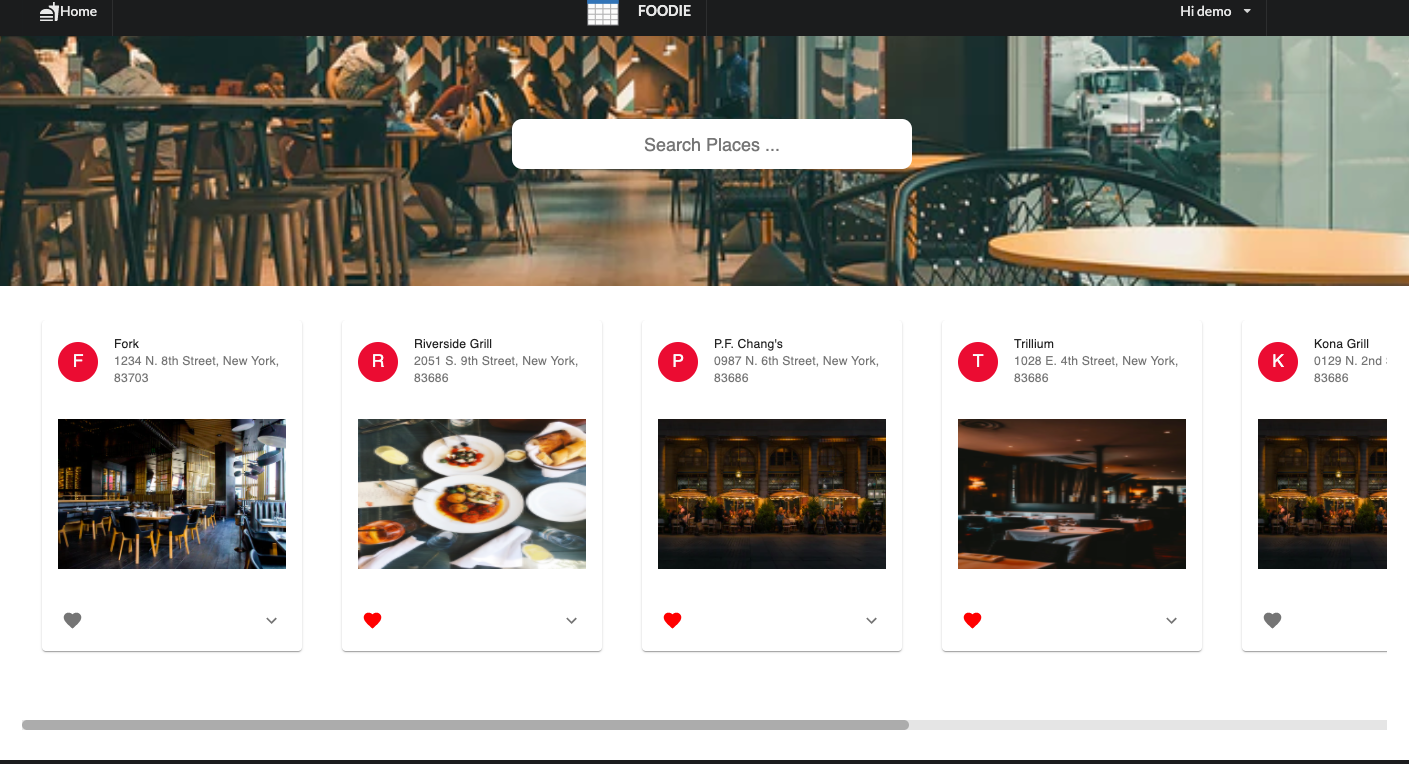 Home
FOODIE
Hi demo
Search Places ...
F
Fork
1234 N. 8th Street, New York,
83703
R
Riverside Grill
2051 S. 9th Street, New York,
83686
P
P.F. Chang's
0987 N. 6th Street, New York,
83686
T
Trillium
1028 E. 4th Street, New York,
83686
K
Kona Grill
0129 N. 2nd
83686